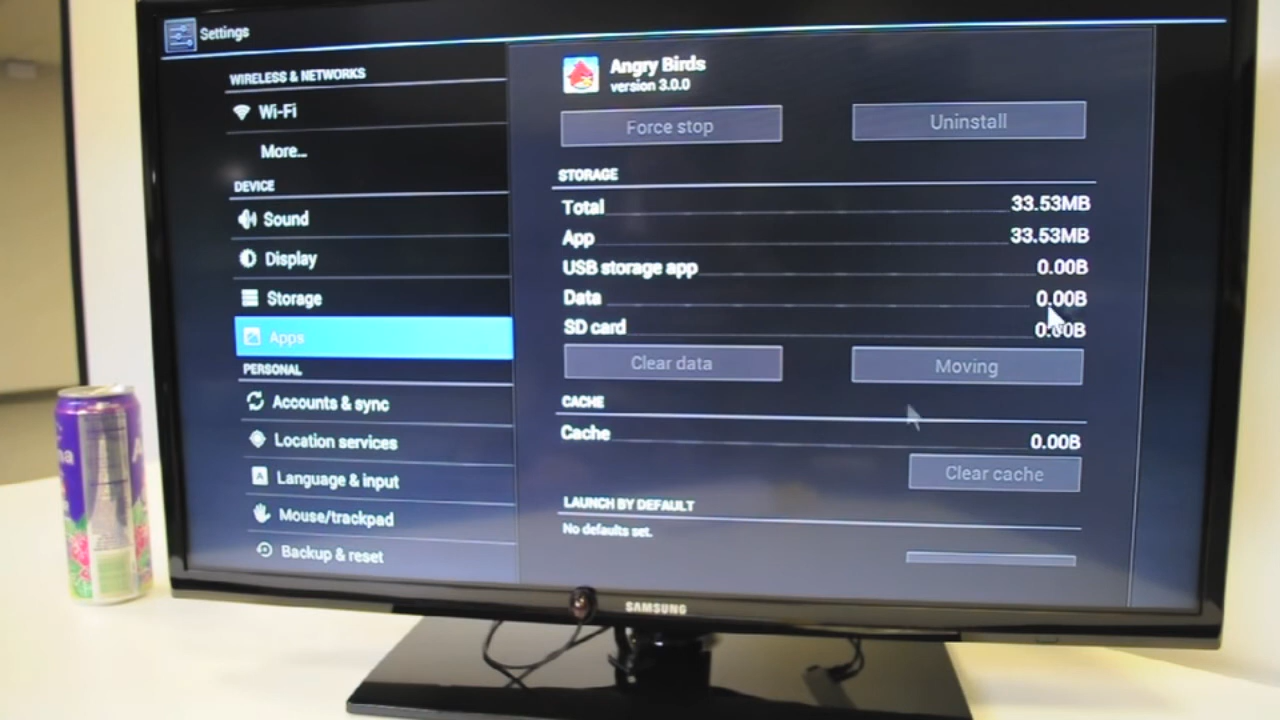 Settings
WIRELESS & NETWORKS
Wi-Fi
More...
DEVICE
Sound
Display
Storage
Apps
PERSONAL
Accounts & sync
Location services
Language & input
Mouse/trackpad
Backup & reset
Angry Birds
version 3.0.0
Force stop
Uninstall
STORAGE
Total 33.53MB
App 33.53MB
USB storage app 0.00B
Data 0.00B
SD card 0.00B
Clear data
Moving
CACHE
Cache 0.00B
Clear cache
LAUNCH BY DEFAULT
No defaults set.
SAMSUNG